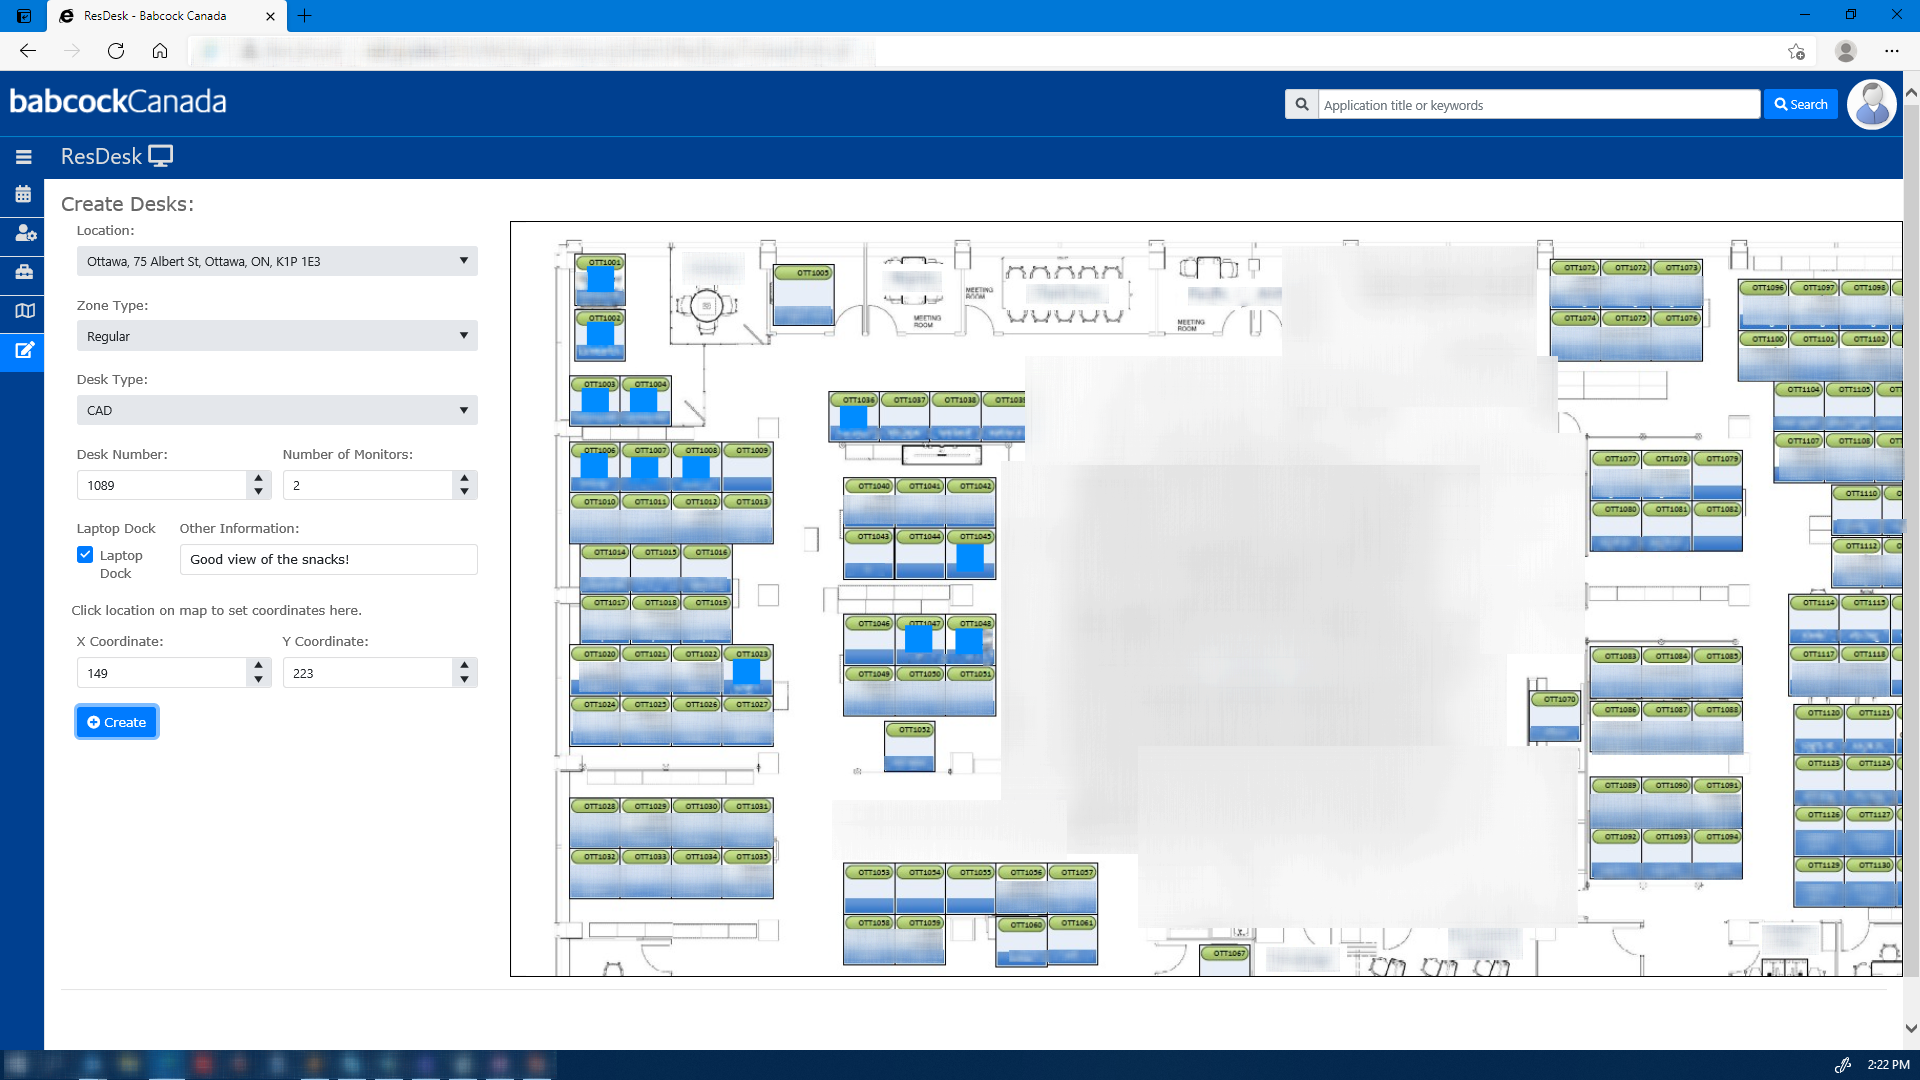 ResDesk - Babcock Canada
babcockCanada
Application title or keywords
Search
ResDesk
Create Desks:
Location:
Ottawa, 75 Albert St, Ottawa, ON, K1P 1E3
Zone Type:
Regular
Desk Type:
CAD
Desk Number:
Number of Monitors:
1089
2
Laptop Dock
Other Information:
Laptop Dock
Good view of the snacks!
Click location on map to set coordinates here.
X Coordinate:
Y Coordinate:
149
223
Create
OTT1001
OTT1002
OTT1003 OTT1004
OTT1005
MEETING ROOM
MEETING ROOM
MEETING ROOM
OTT1006 OTT1007 OTT1008 OTT1009
OTT1010 OTT1011 OTT1012 OTT1013
OTT1014 OTT1015 OTT1016
OTT1017 OTT1018 OTT1019
OTT1020 OTT1021 OTT1022 OTT1023
OTT1024 OTT1025 OTT1026 OTT1027
OTT1028 OTT1029 OTT1030 OTT1031
OTT1032 OTT1033 OTT1034 OTT1035
OTT1036 OTT1037 OTT1038 OTT1039
OTT1040 OTT1041 OTT1042
OTT1043 OTT1044 OTT1045
OTT1046 OTT1047 OTT1048
OTT1049 OTT1050 OTT1051
OTT1052
OTT1053 OTT1054 OTT1055 OTT1056 OTT1057
OTT1058 OTT1059 OTT1060 OTT1061
OTT1067
OTT1070
OTT1071 OTT1072 OTT1073
OTT1074 OTT1075 OTT1076
OTT1077 OTT1078 OTT1079
OTT1080 OTT1081 OTT1082
OTT1083 OTT1084 OTT1085
OTT1086 OTT1087 OTT1088
OTT1089 OTT1090 OTT1091
OTT1092 OTT1093 OTT1094
OTT1096 OTT1097 OTT1098
OTT1100 OTT1101 OTT1102
OTT1104 OTT1105
OTT1107 OTT1108
OTT1110
OTT1112
OTT1114 OTT1115
OTT1117 OTT1118
OTT1120 OTT1121
OTT1123 OTT1124
OTT1126 OTT1127
OTT1129 OTT1130
2:22 PM